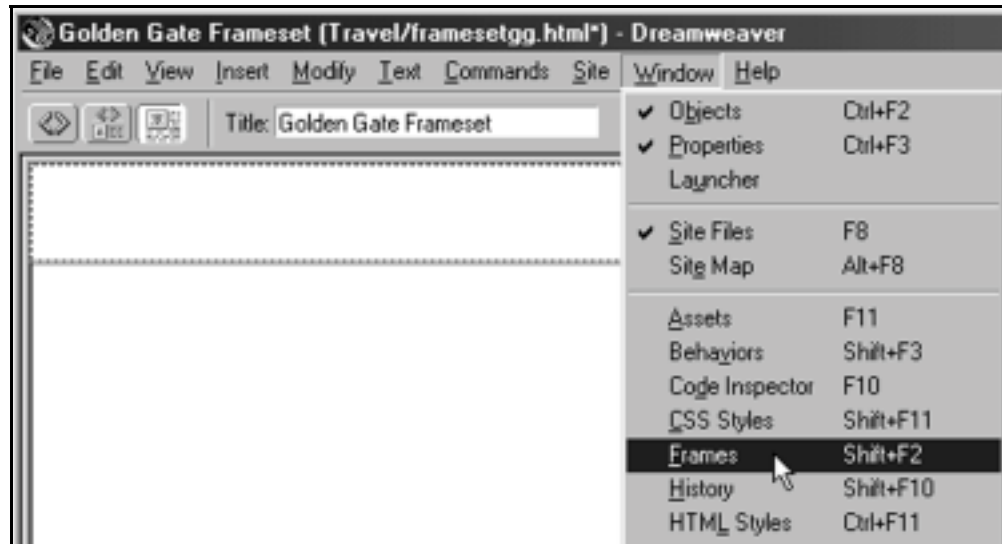 Golden Gate Frameset (Travel/framesetgg.html*) - Dreamweaver
File Edit View Insert Modify Text Commands Site Window Help
Title: Golden Gate Frameset
Objects Ctrl+F2
Properties Ctrl+F3
Launcher
Site Files F8
Site Map Alt+F8
Assets F11
Behaviors Shift+F3
Code Inspector F10
CSS Styles Shift+F11
Frames Shift+F2
History Shift+F10
HTML Styles Ctrl+F11